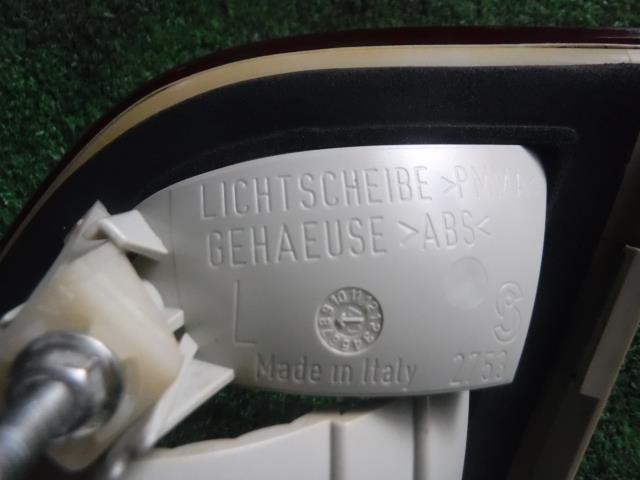 LICHTSCHEIBE >PMMA<
GEHAEUSE >ABS<
L
Made in Italy
2753